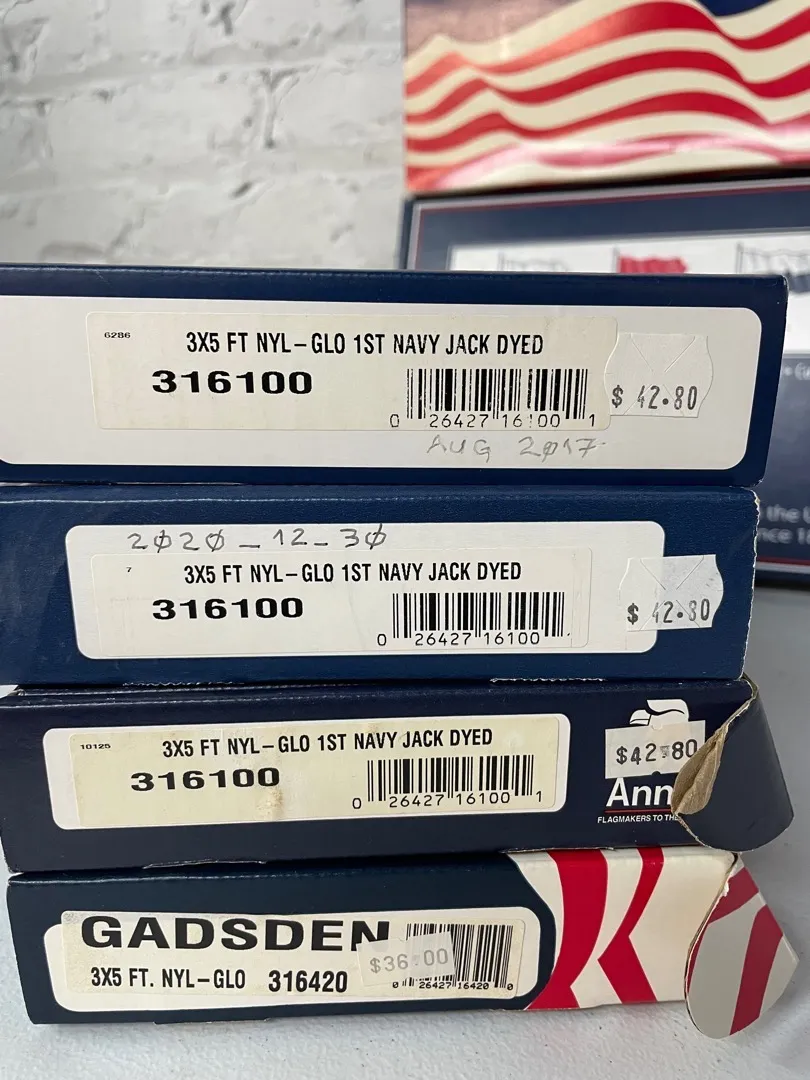 6286
3X5 FT NYL-GLO 1ST NAVY JACK DYED
316100
0 26427 16100 1
$ 42.80
AUG 2017
2020-12-30
7
3X5 FT NYL-GLO 1ST NAVY JACK DYED
316100
0 26427 16100
$ 42.80
10125
3X5 FT NYL-GLO 1ST NAVY JACK DYED
316100
0 26427 16100 1
$42.80
Ann
FLAGMAKERS TO TH
GADSDEN
3X5 FT. NYL-GLO 316420
$36.00
0 26427 16420 0
the
nce